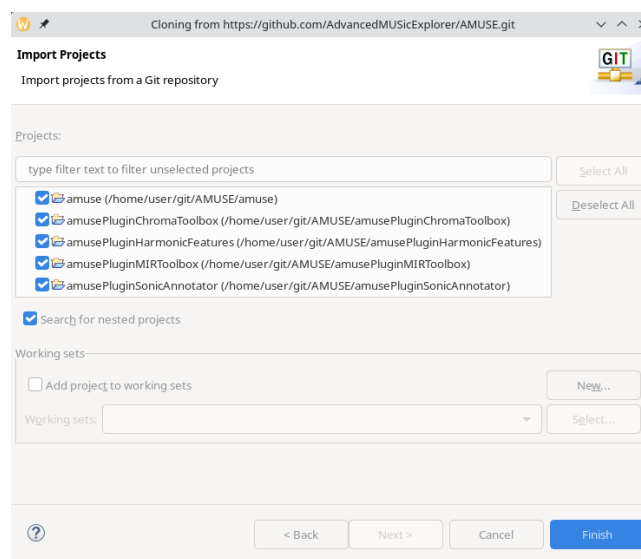 Cloning from https://github.com/AdvancedMUSicExplorer/AMUSE.git
Import Projects
Import projects from a Git repository
GIT
Projects:
type filter text to filter unselected projects
Select All
amuse (/home/user/git/AMUSE/amuse)
Deselect All
amusePluginChromaToolbox (/home/user/git/AMUSE/amusePluginChromaToolbox)
amusePluginHarmonicFeatures (/home/user/git/AMUSE/amusePluginHarmonicFeatures)
amusePluginMIRToolbox (/home/user/git/AMUSE/amusePluginMIRToolbox)
amusePluginSonicAnnotator (/home/user/git/AMUSE/amusePluginSonicAnnotator)
Search for nested projects
Working sets
Add project to working sets
New...
Working sets:
Select...
? < Back Next > Cancel Finish